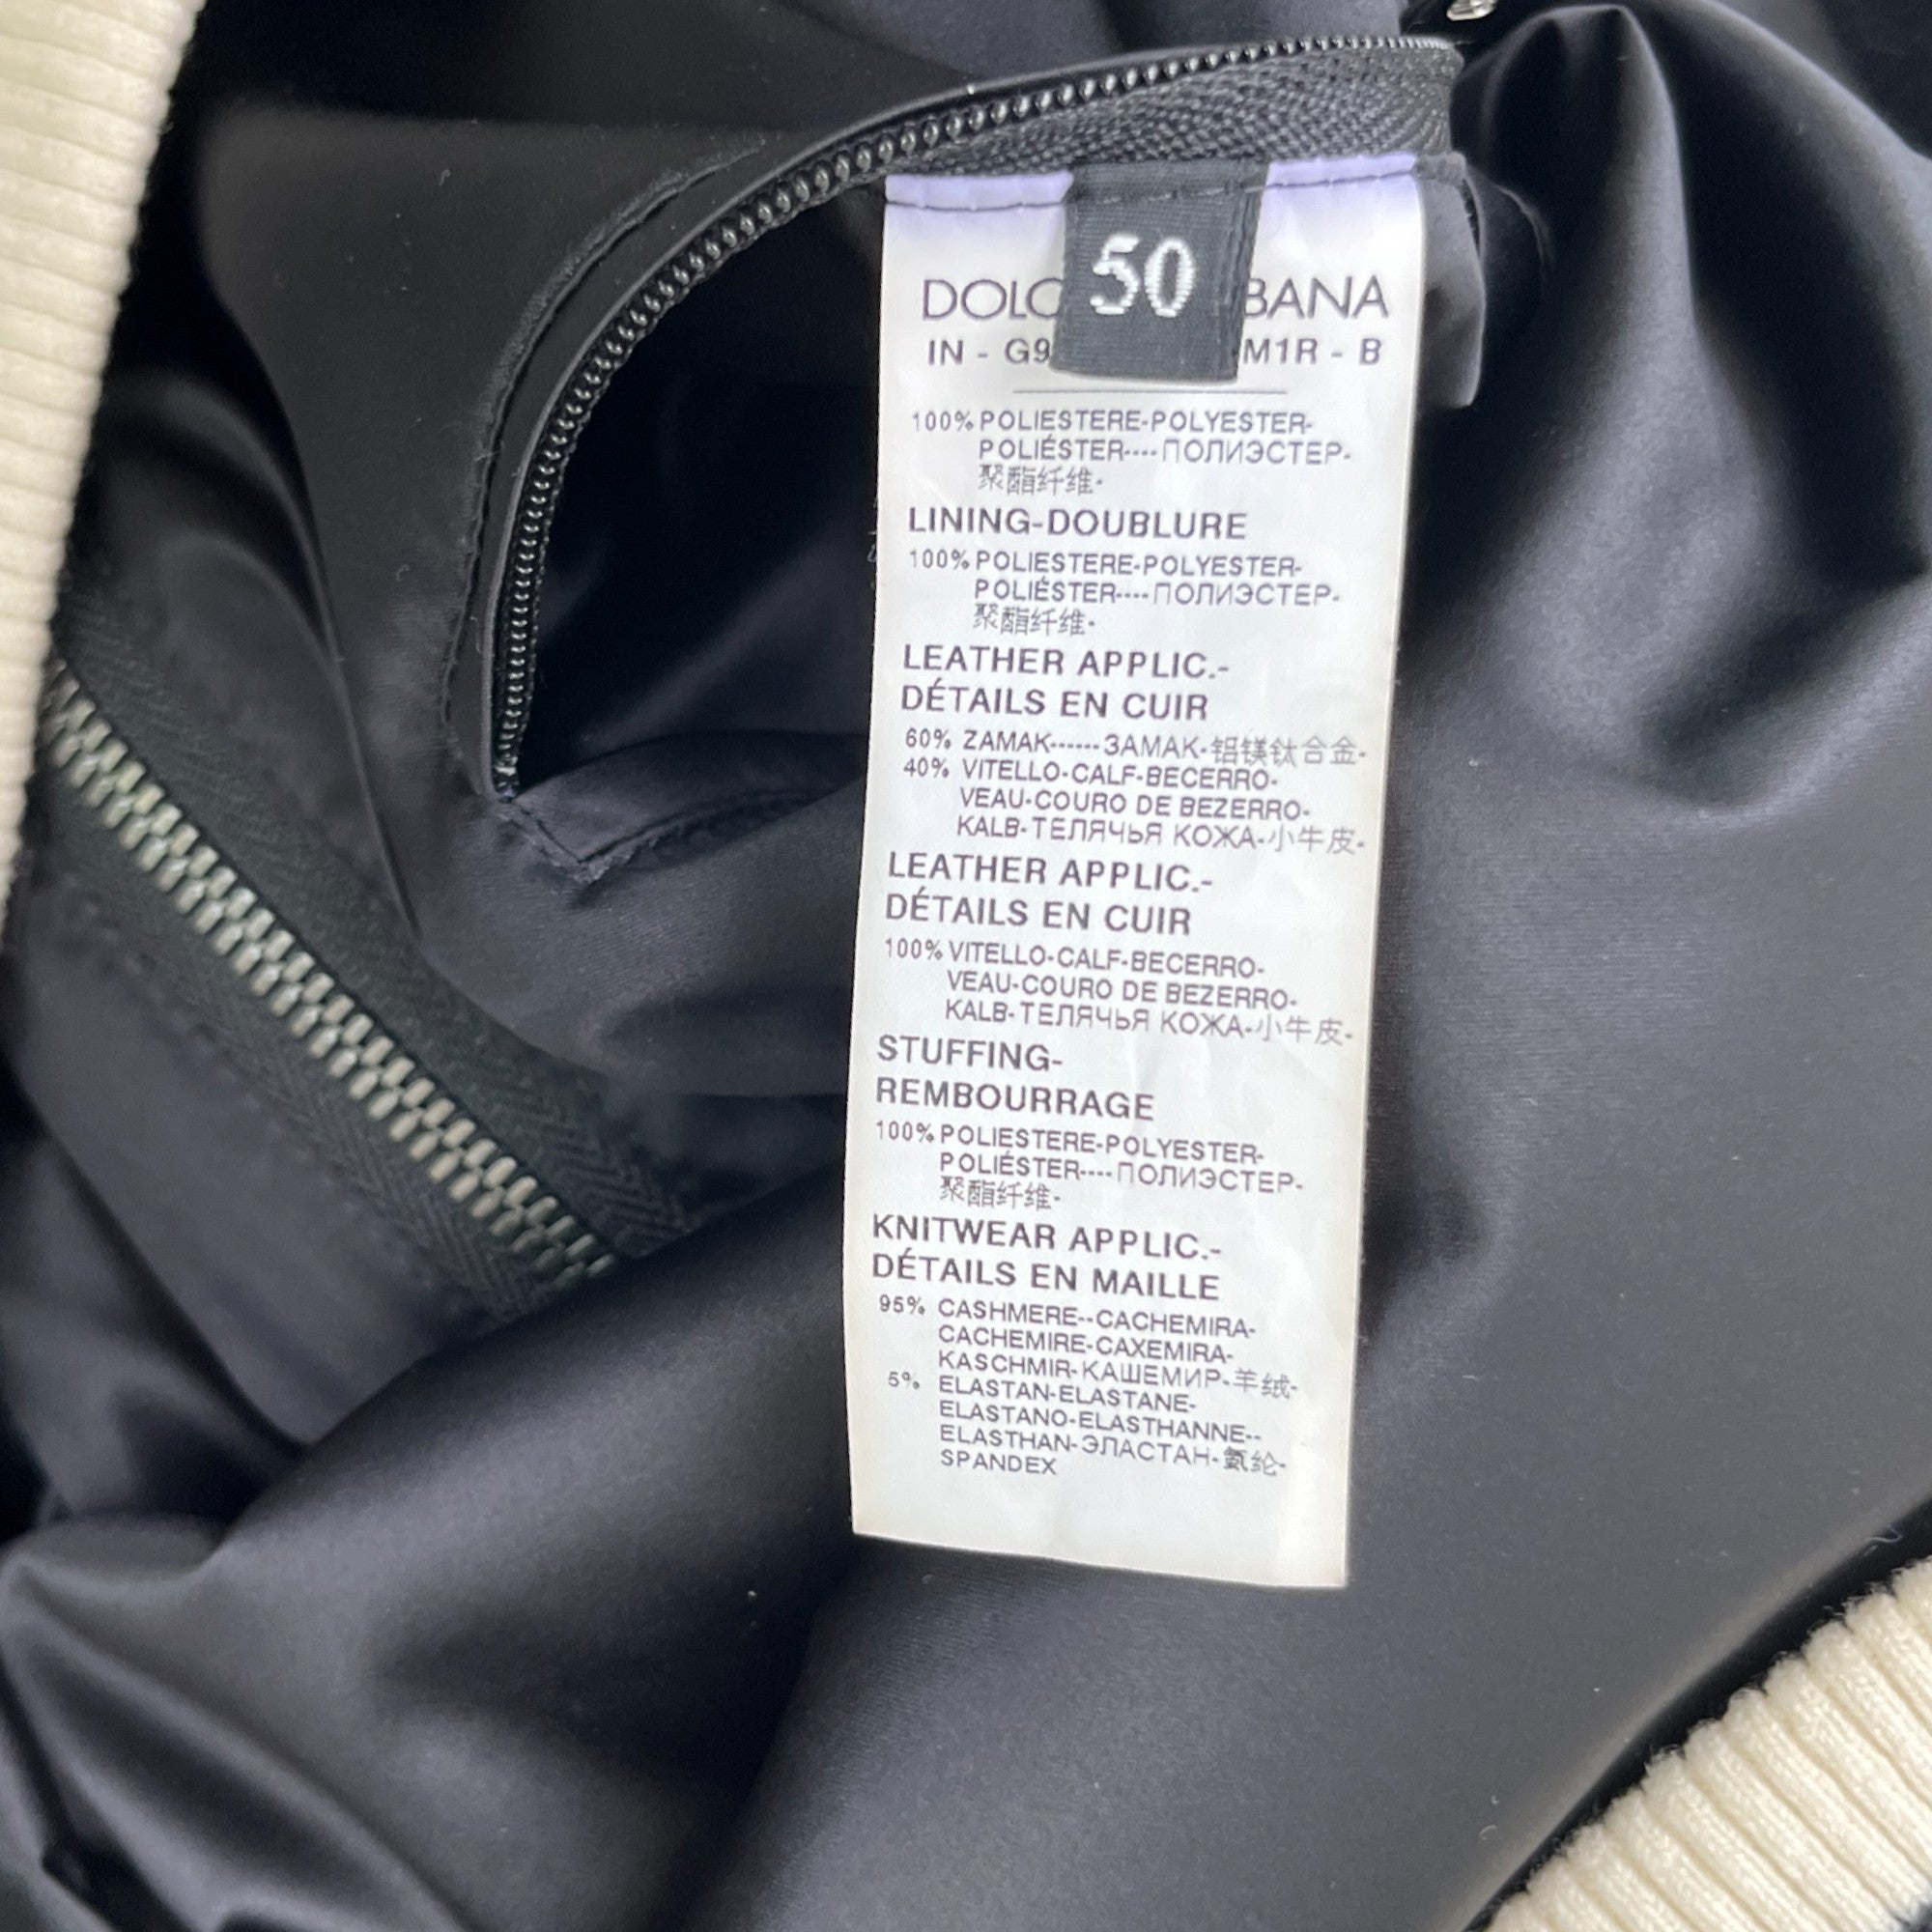 50
DOLC BANA
IN - G9 M1R - B
100% POLIESTERE-POLYESTER-
POLIÉSTER----ПОЛИЭСТЕР-
聚酯纤维-
LINING-DOUBLURE
100% POLIESTERE-POLYESTER-
POLIÉSTER----ПОЛИЭСТЕР-
聚酯纤维-
LEATHER APPLIC.-
DÉTAILS EN CUIR
60% ZAMAK------ЗАМАК-铝镁钛合金-
40% VITELLO-CALF-BECERRO-
VEAU-COURO DE BEZERRO-
KALB-ТЕЛЯЧЬЯ КОЖА-小牛皮-
LEATHER APPLIC.-
DÉTAILS EN CUIR
100% VITELLO-CALF-BECERRO-
VEAU-COURO DE BEZERRO-
KALB-ТЕЛЯЧЬЯ КОЖА-小牛皮-
STUFFING-
REMBOURRAGE
100% POLIESTERE-POLYESTER-
POLIÉSTER----ПОЛИЭСТЕР-
聚酯纤维-
KNITWEAR APPLIC.-
DÉTAILS EN MAILLE
95% CASHMERE--CACHEMIRA-
CACHEMIRE-CAXEMIRA-
KASCHMIR-КАШЕМИР-羊绒-
5% ELASTAN-ELASTANE-
ELASTANO-ELASTHANNE--
ELASTHAN-ЭЛАСТАН-氨纶-
SPANDEX